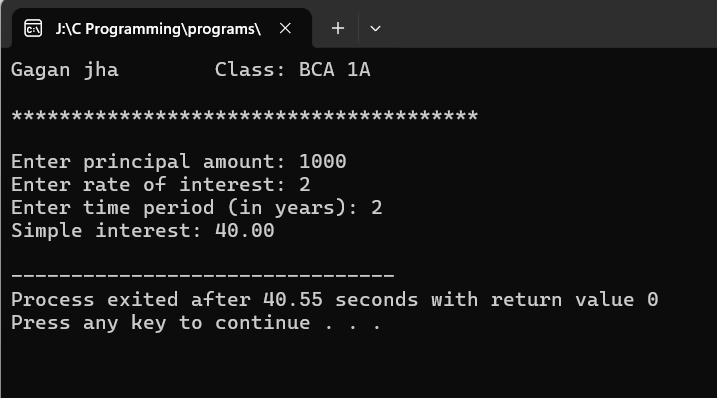 J:\C Programming\programs\
Gagan jha        Class: BCA 1A
***************************************
Enter principal amount: 1000
Enter rate of interest: 2
Enter time period (in years): 2
Simple interest: 40.00
--------------------------------
Process exited after 40.55 seconds with return value 0
Press any key to continue . . .